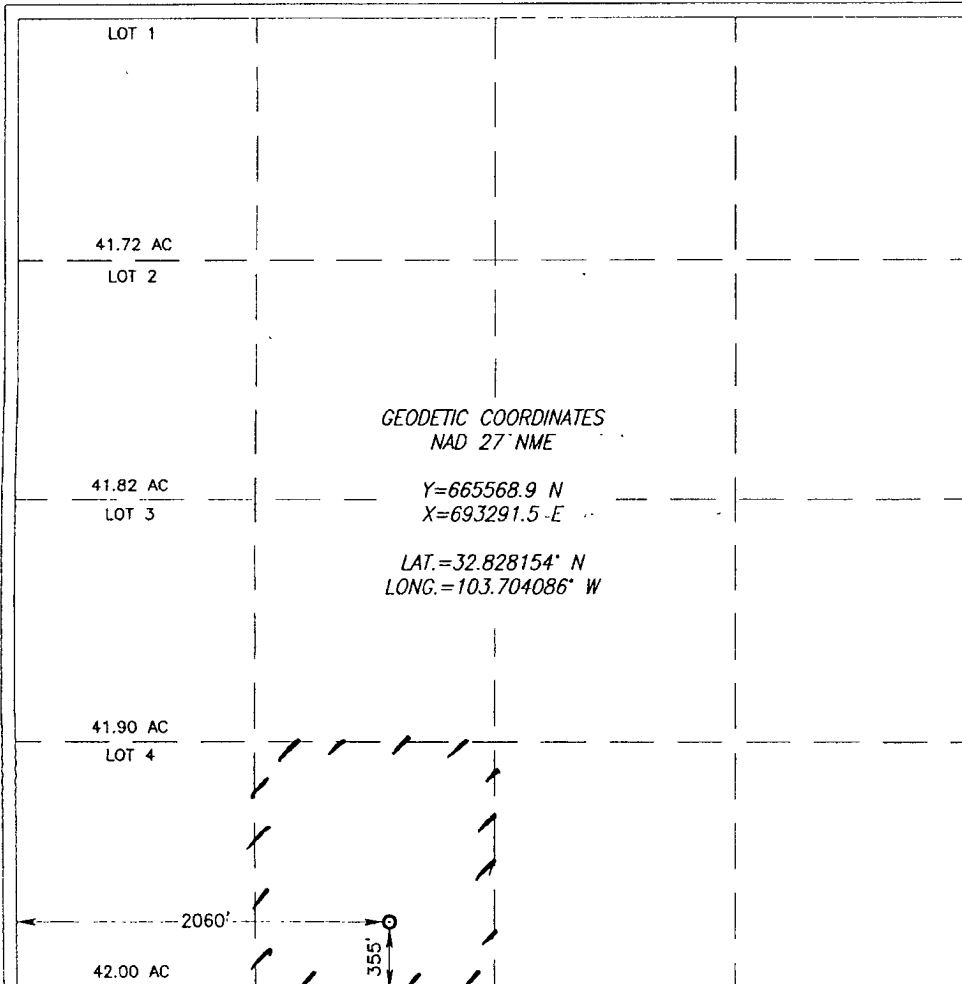 LOT 1
41.72 AC
LOT 2
GEODETIC COORDINATES
NAD 27 NME
41.82 AC
LOT 3
Y=665568.9 N
X=693291.5 E
LAT.=32.828154° N
LONG.=103.704086° W
41.90 AC
LOT 4
2060'
355'
42.00 AC